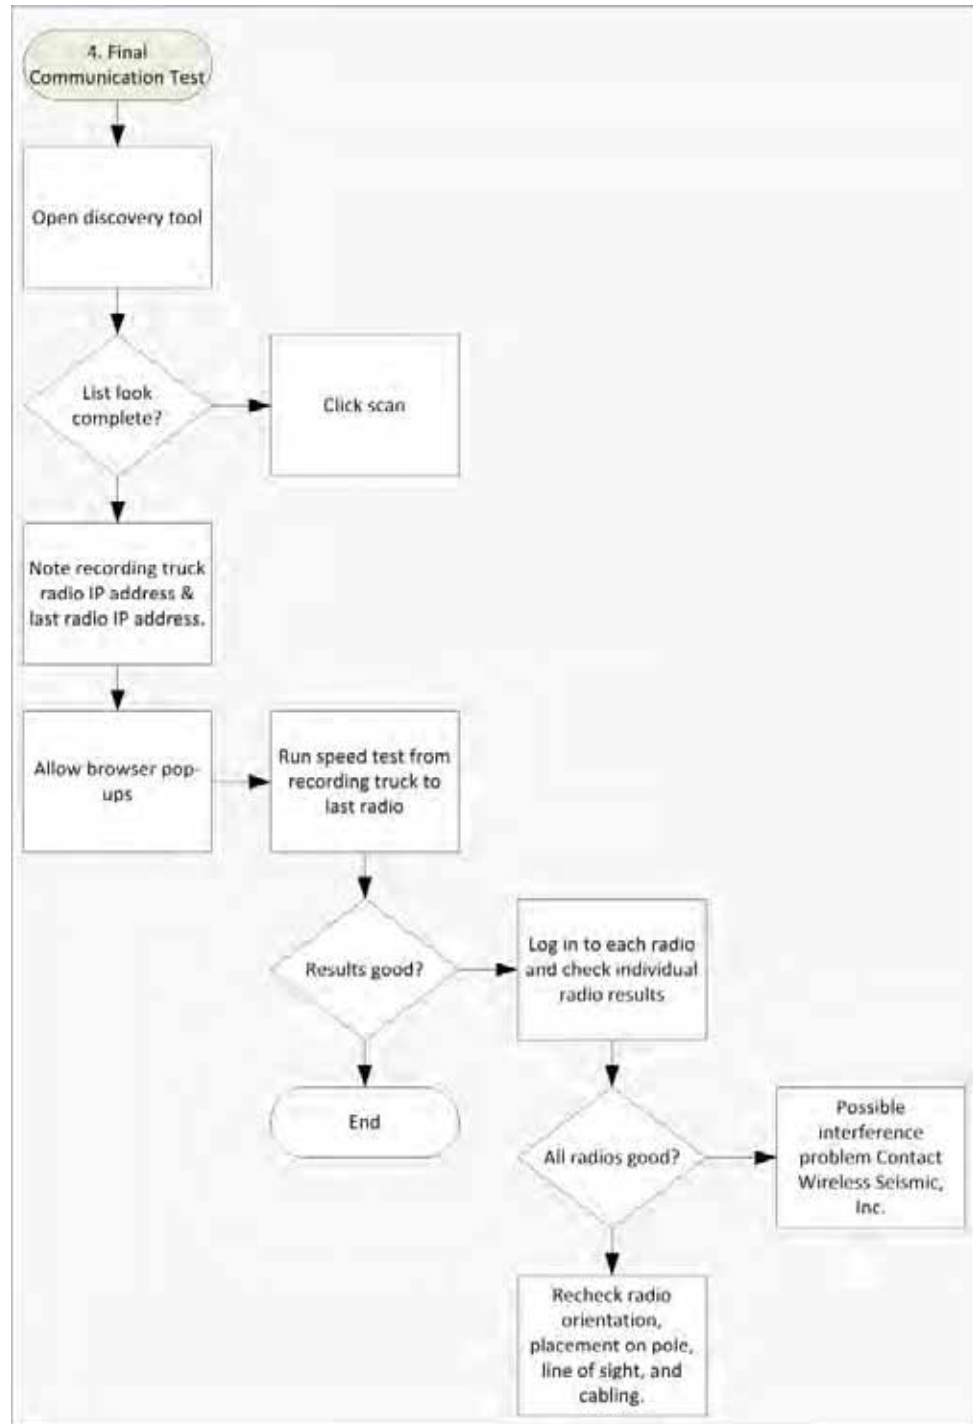 4. Final
Communication Test
Open discovery tool
List look
complete?
Click scan
Note recording truck
radio IP address &
last radio IP address.
Allow browser pop-
ups
Run speed test from
recording truck to
last radio
Results good?
Log in to each radio
and check individual
radio results
End
All radios good?
Possible
interference
problem Contact
Wireless Seismic,
Inc.
Recheck radio
orientation,
placement on pole,
line of sight, and
cabling.